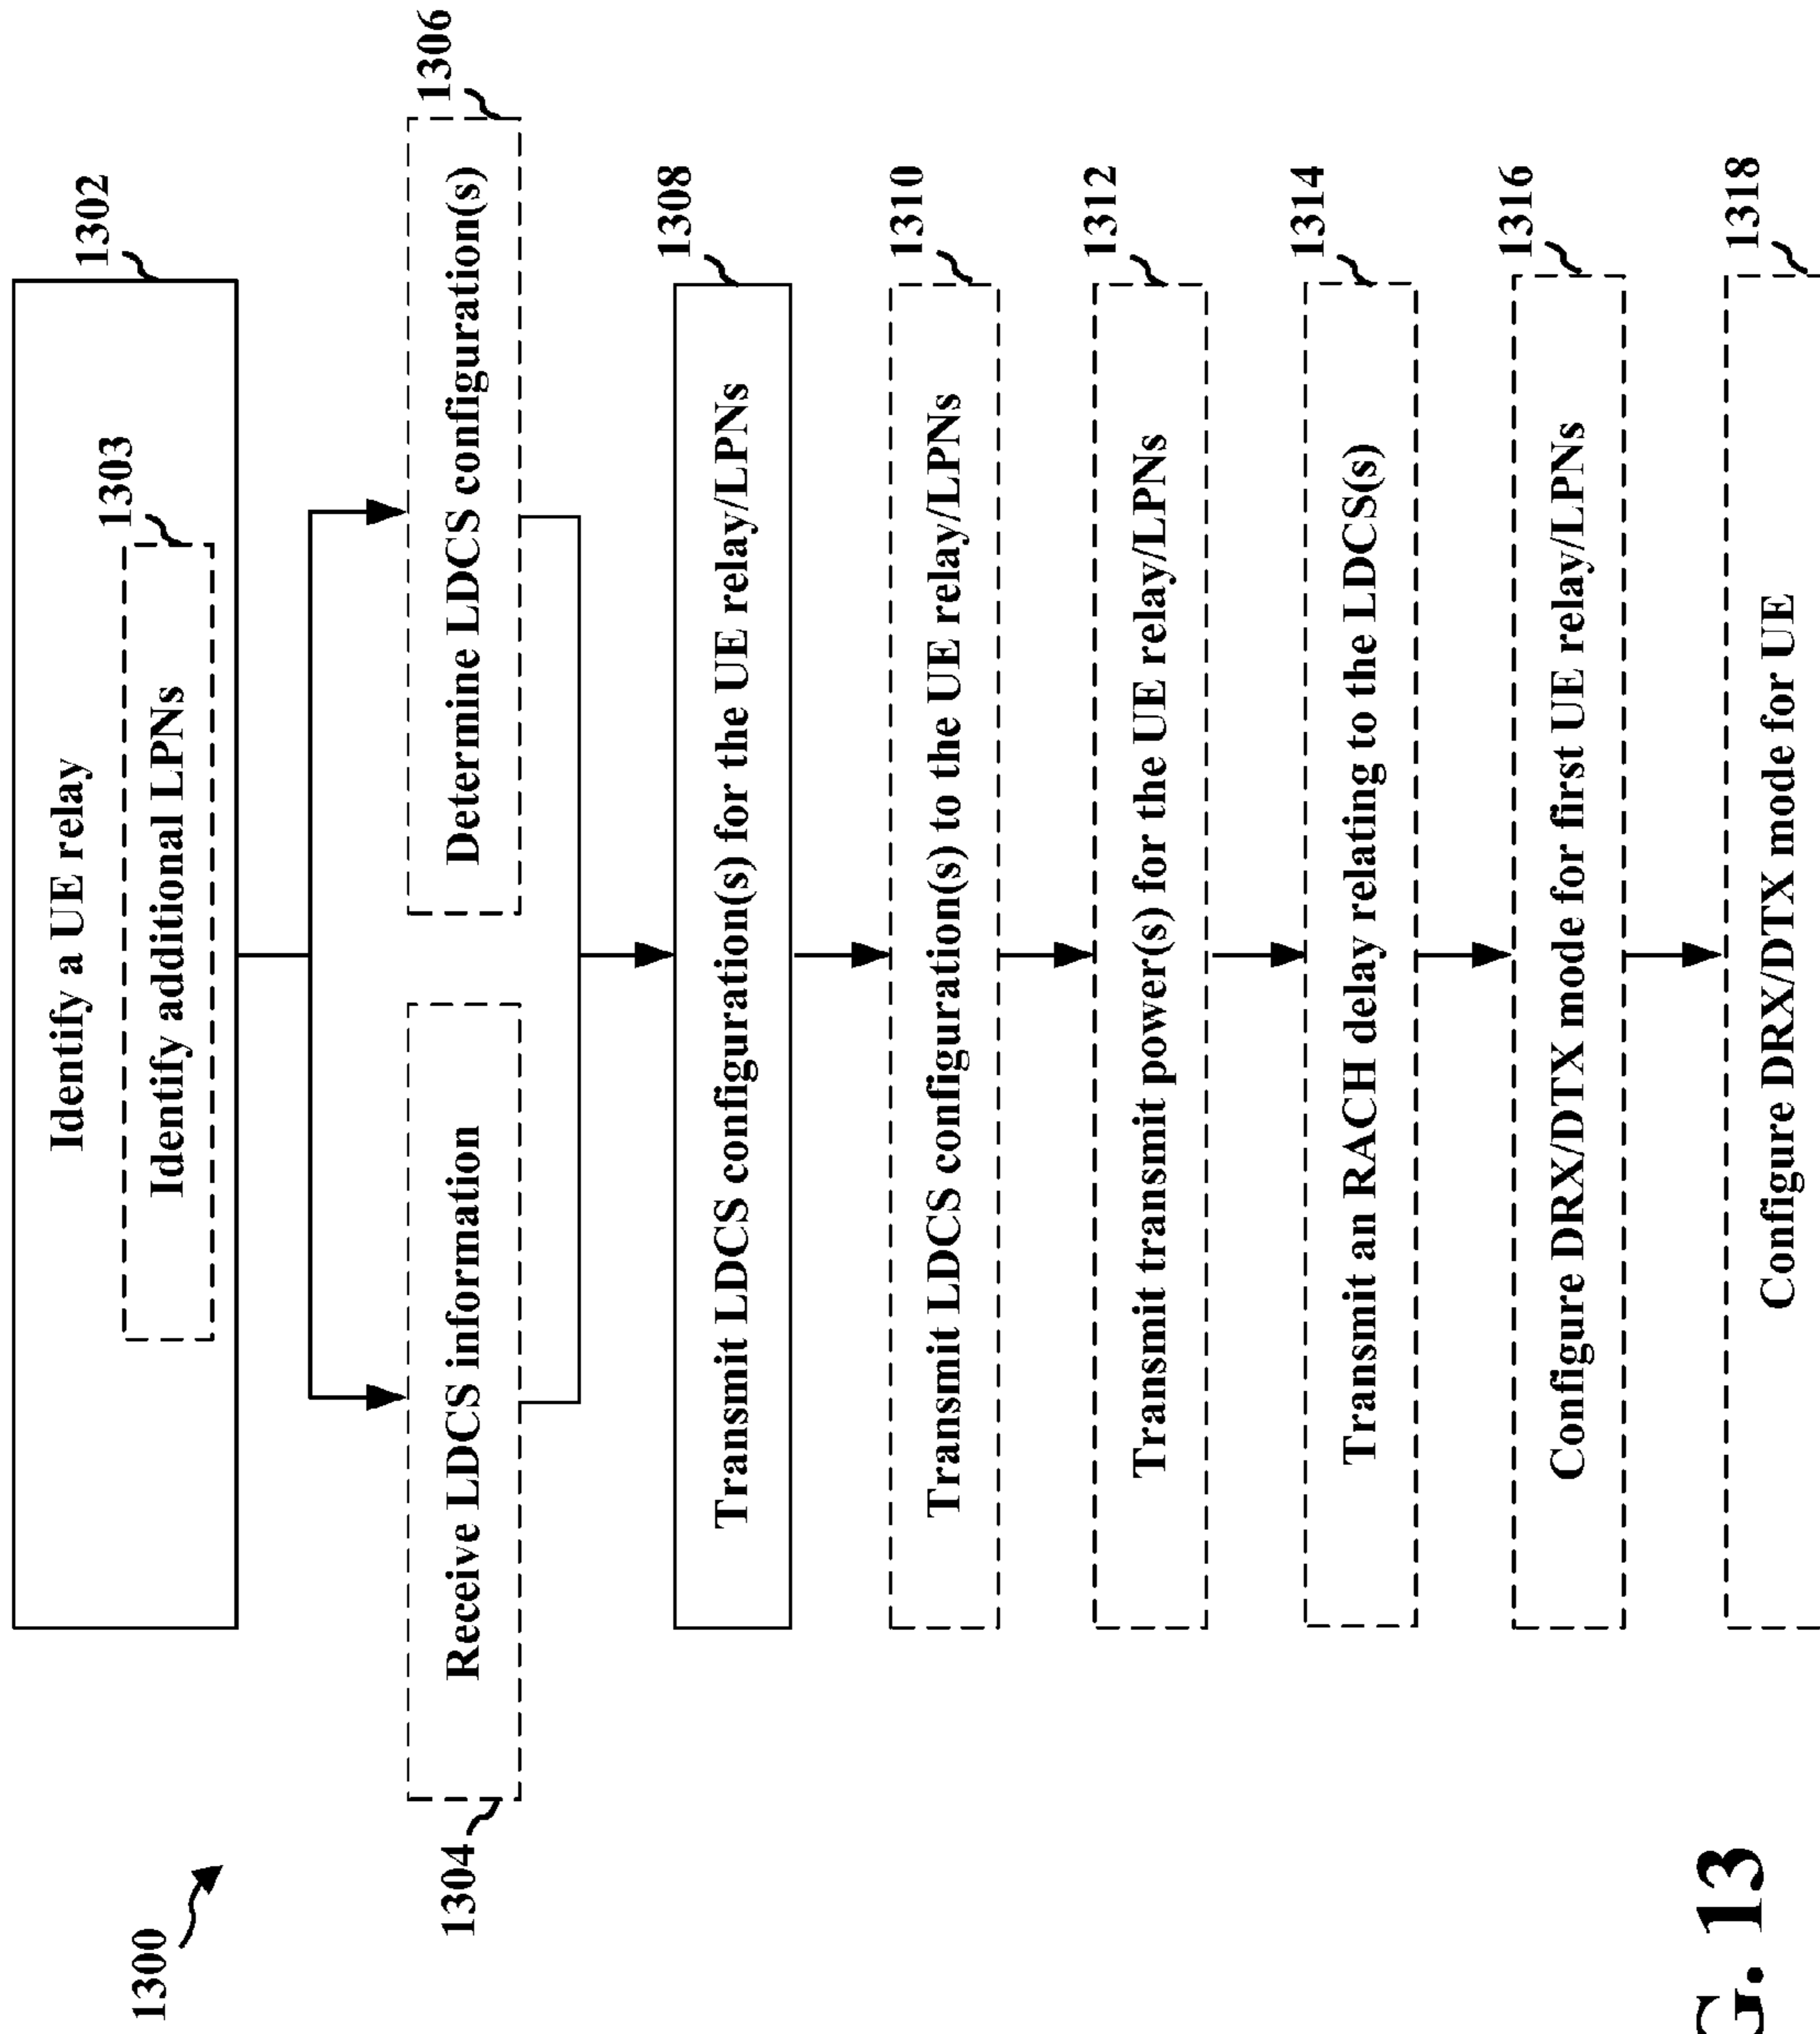 1300
Identify a UE relay
1302
Identify additional LPNs
1303
1304
Receive LDCS information
Determine LDCS configuration(s)
1306
Transmit LDCS configuration(s) for the UE relay/LPNs
1308
Transmit LDCS configuration(s) to the UE relay/LPNs
1310
Transmit transmit power(s) for the UE relay/LPNs
1312
Transmit an RACH delay relating to the LDCS(s)
1314
Configure DRX/DTX mode for first UE relay/LPNs
1316
Configure DRX/DTX mode for UE
1318
G. 13